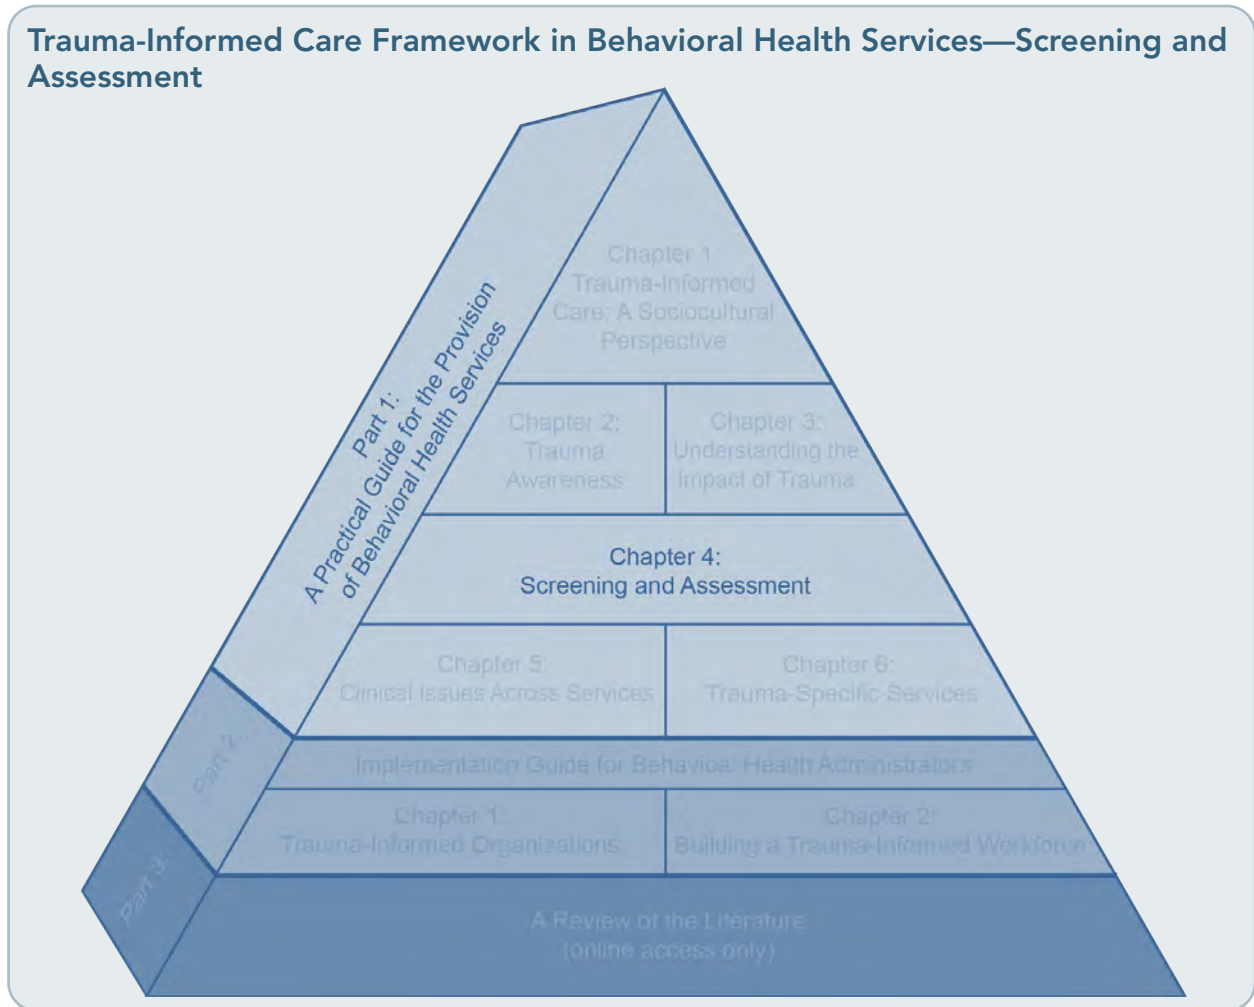 Trauma-Informed Care Framework in Behavioral Health Services—Screening and
Assessment
Chapter 1
Trauma-Informed
Care: A Sociocultural
Perspective
Part 1:
A Practical Guide for the Provision
of Behavioral Health Services
Chapter 2:
Trauma
Awareness
Chapter 3:
Understanding the
Impact of Trauma
Chapter 4:
Screening and Assessment
Chapter 5:
Clinical Issues Across Services
Chapter 6:
Trauma-Specific Services
Part 2:
Implementation Guide for Behavioal Health Administrators
Chapter 1:
Trauma-Informed Organizations
Chapter 2:
Building a Trauma-Informed Workforce
Part 3:
A Review of the Literature
(online access only)